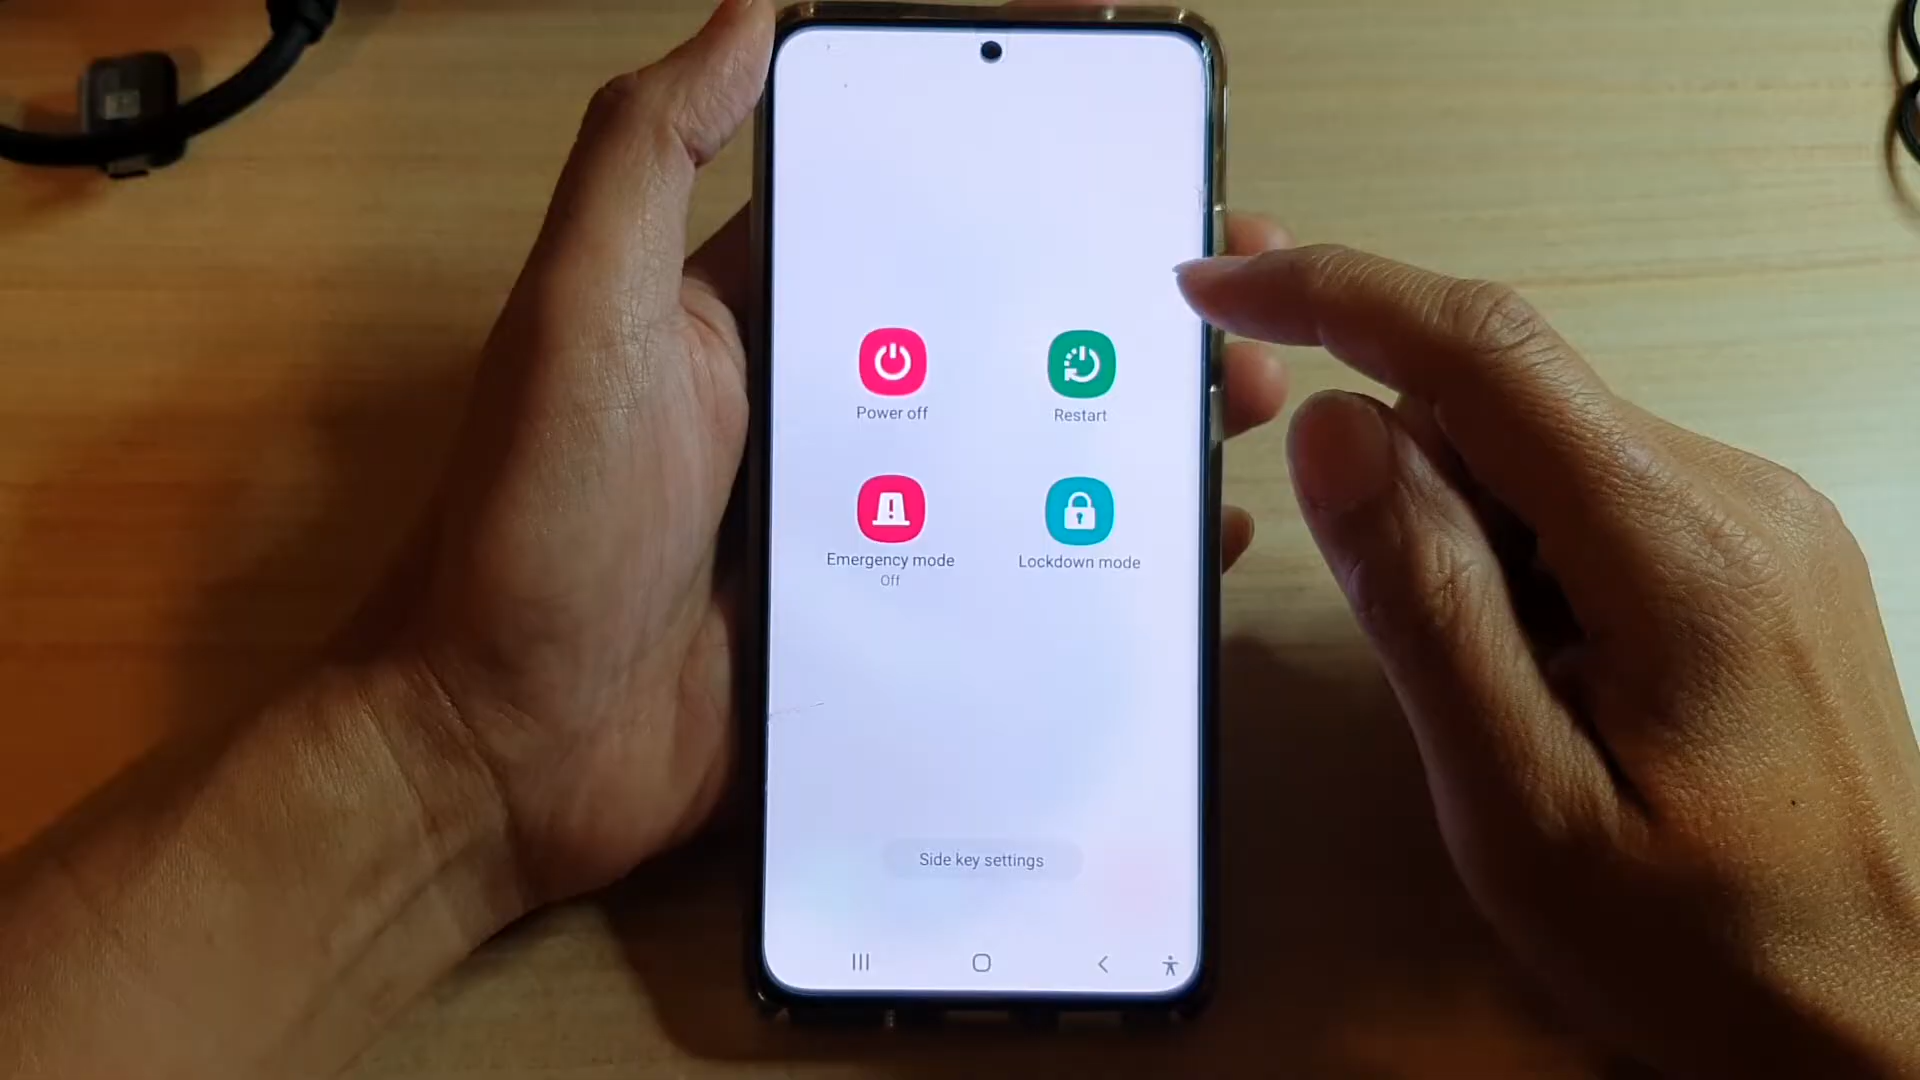 Power off
Restart
Emergency mode
Off
Lockdown mode
Side key settings